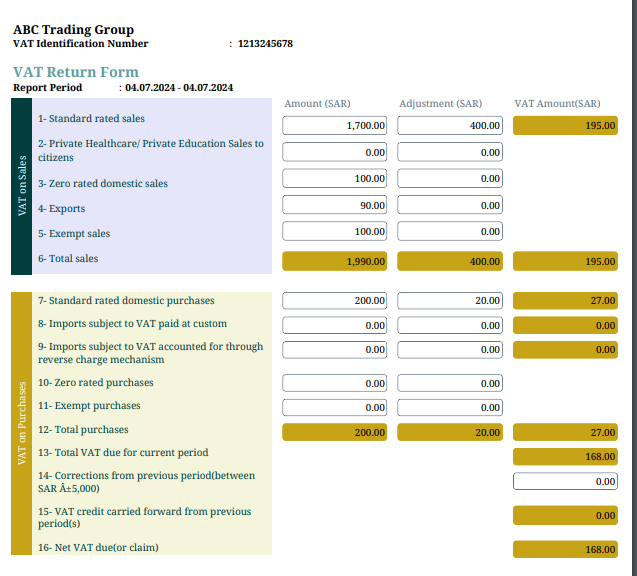 ABC Trading Group
VAT Identification Number : 1213245678
VAT Return Form
Report Period : 04.07.2024 - 04.07.2024
Amount (SAR) Adjustment (SAR) VAT Amount(SAR)
VAT on Sales
1- Standard rated sales 1,700.00 400.00 195.00
2- Private Healthcare/ Private Education Sales to
citizens 0.00 0.00
3- Zero rated domestic sales 100.00 0.00
4- Exports 90.00 0.00
5- Exempt sales 100.00 0.00
6- Total sales 1,990.00 400.00 195.00
VAT on Purchases
7- Standard rated domestic purchases 200.00 20.00 27.00
8- Imports subject to VAT paid at custom 0.00 0.00 0.00
9- Imports subject to VAT accounted for through
reverse charge mechanism 0.00 0.00 0.00
10- Zero rated purchases 0.00 0.00
11- Exempt purchases 0.00 0.00
12- Total purchases 200.00 20.00 27.00
13- Total VAT due for current period 168.00
14- Corrections from previous period(between
SAR Â±5,000) 0.00
15- VAT credit carried forward from previous
period(s) 0.00
16- Net VAT due(or claim) 168.00